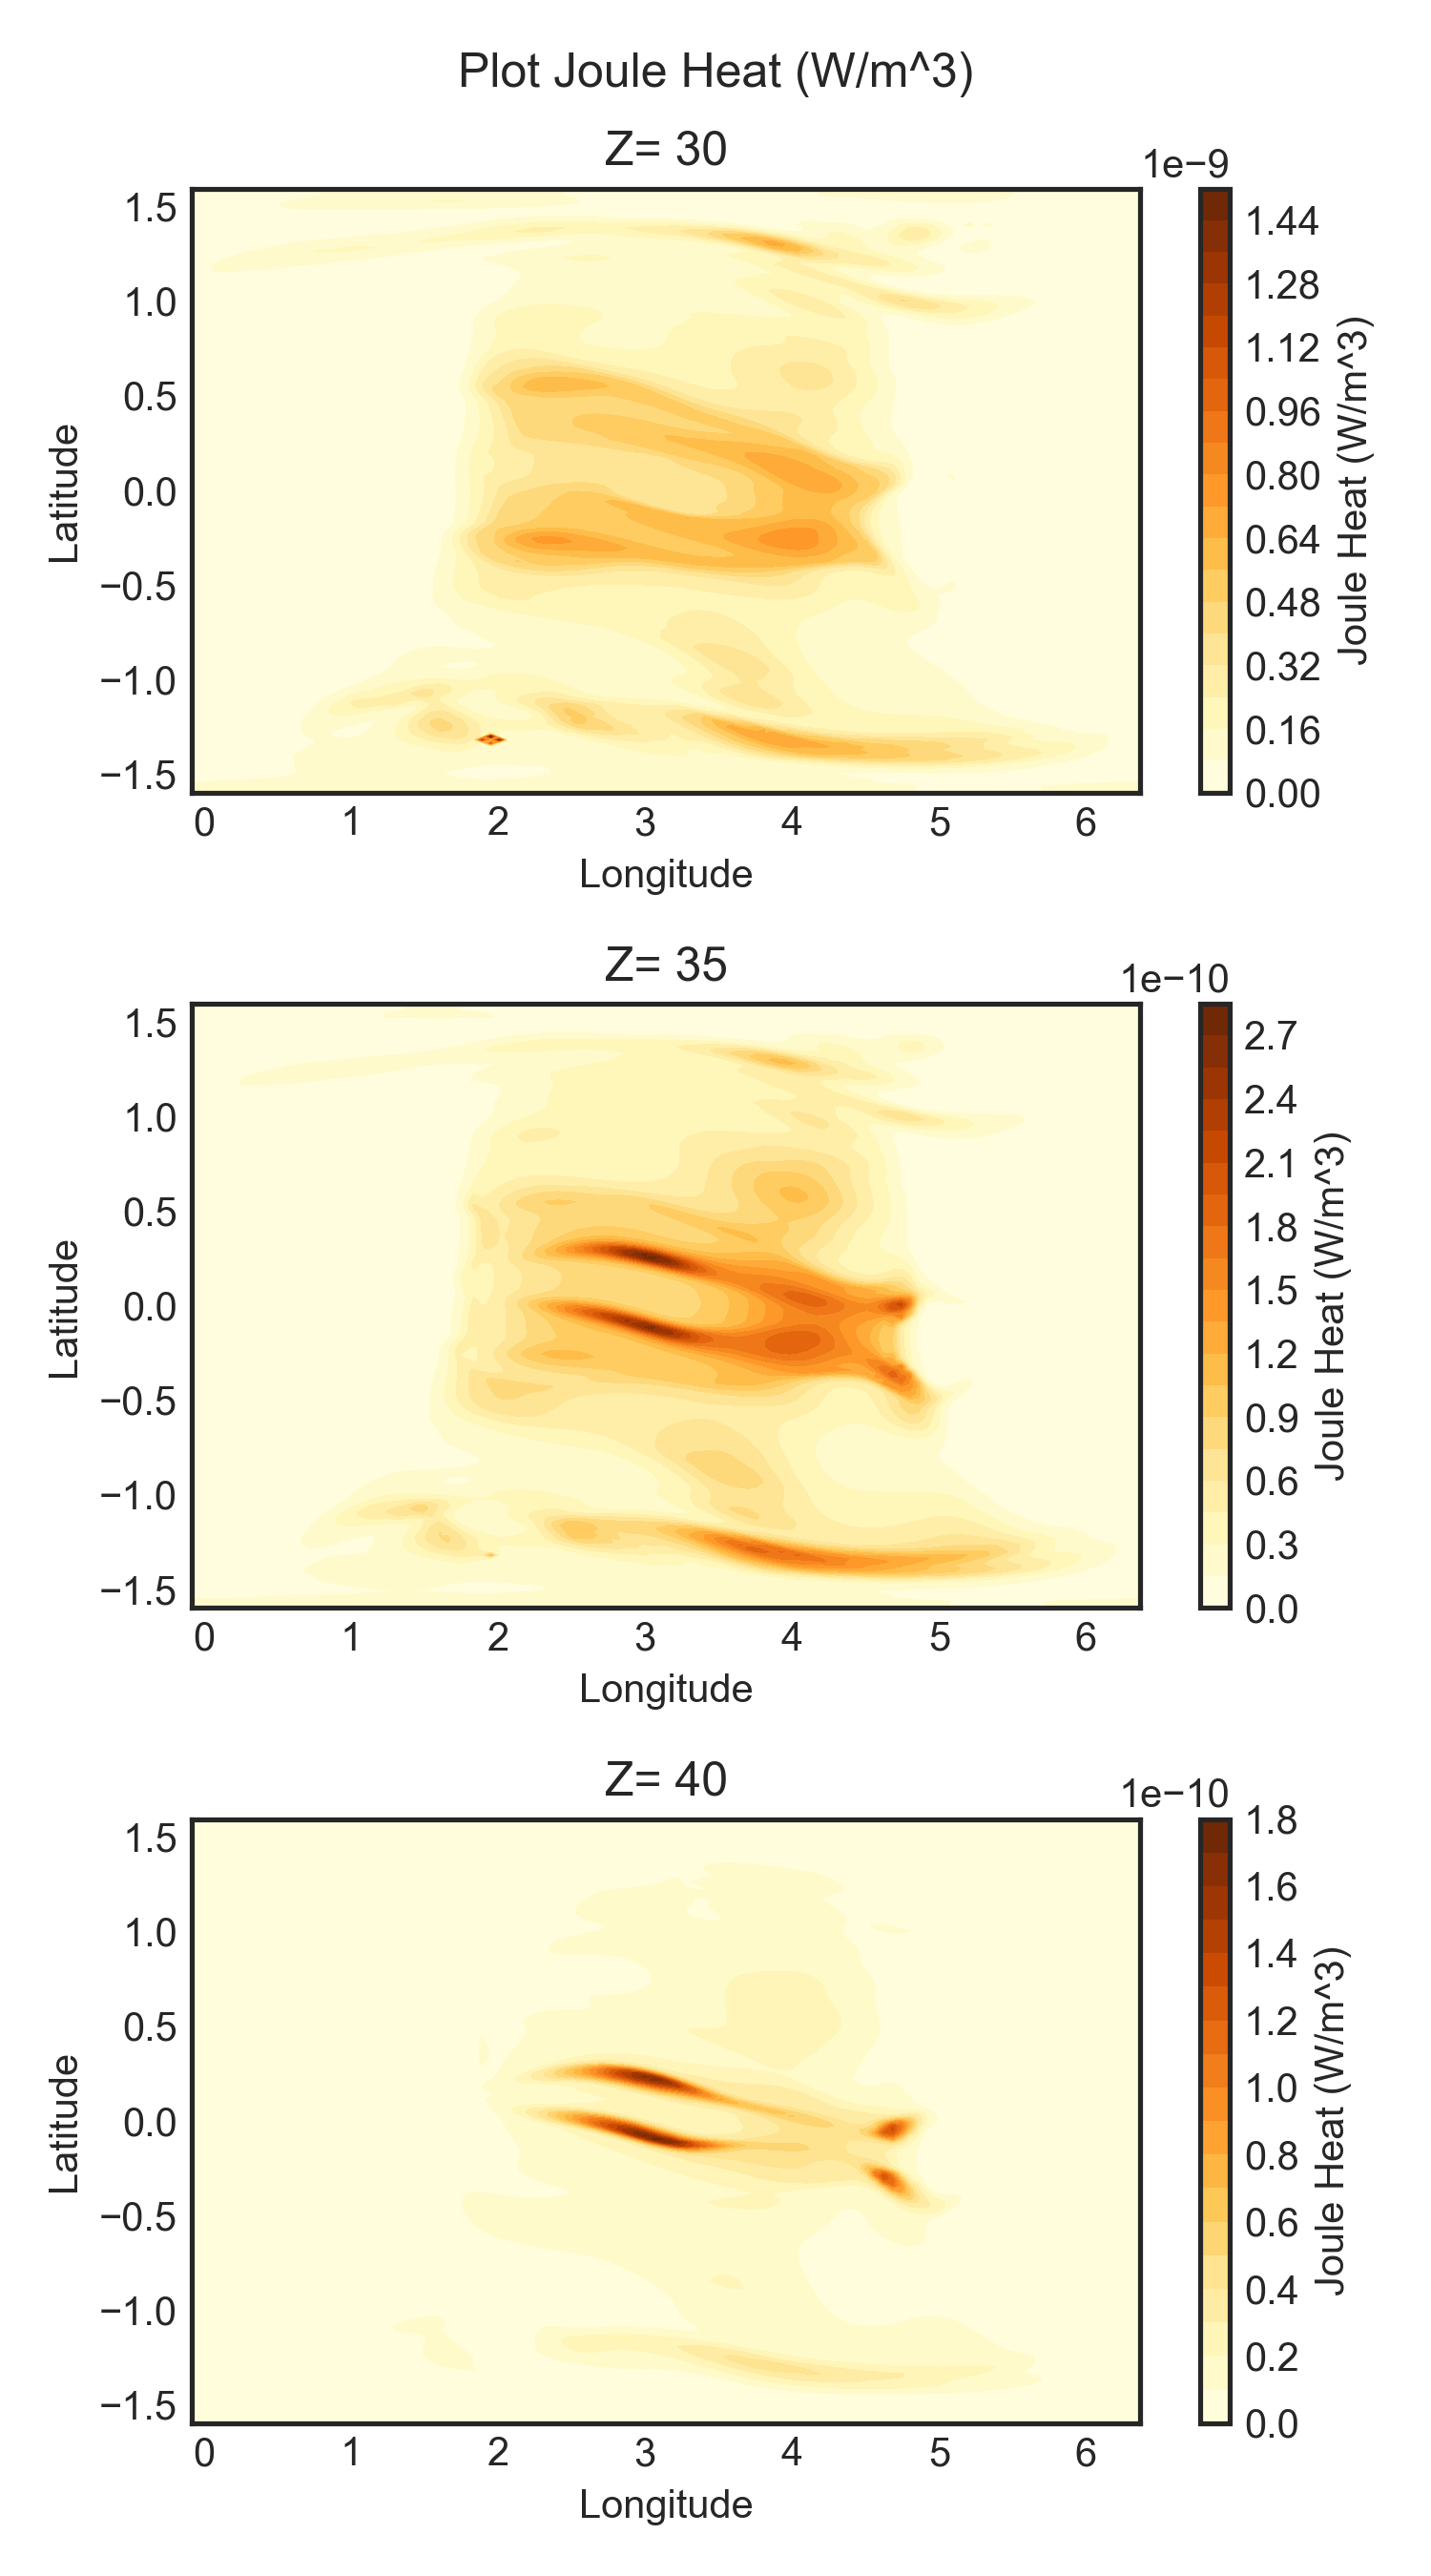 Plot Joule Heat (W/m^3)
Z= 30
1e−9
1.5
1.0
0.5
0.0
−0.5
−1.0
−1.5
Latitude
0 1 2 3 4 5 6
Longitude
1.44
1.28
1.12
0.96
0.80
0.64
0.48
0.32
0.16
0.00
Joule Heat (W/m^3)
Z= 35
1e−10
1.5
1.0
0.5
0.0
−0.5
−1.0
−1.5
Latitude
0 1 2 3 4 5 6
Longitude
2.7
2.4
2.1
1.8
1.5
1.2
0.9
0.6
0.3
0.0
Joule Heat (W/m^3)
Z= 40
1e−10
1.5
1.0
0.5
0.0
−0.5
−1.0
−1.5
Latitude
0 1 2 3 4 5 6
Longitude
1.8
1.6
1.4
1.2
1.0
0.8
0.6
0.4
0.2
0.0
Joule Heat (W/m^3)